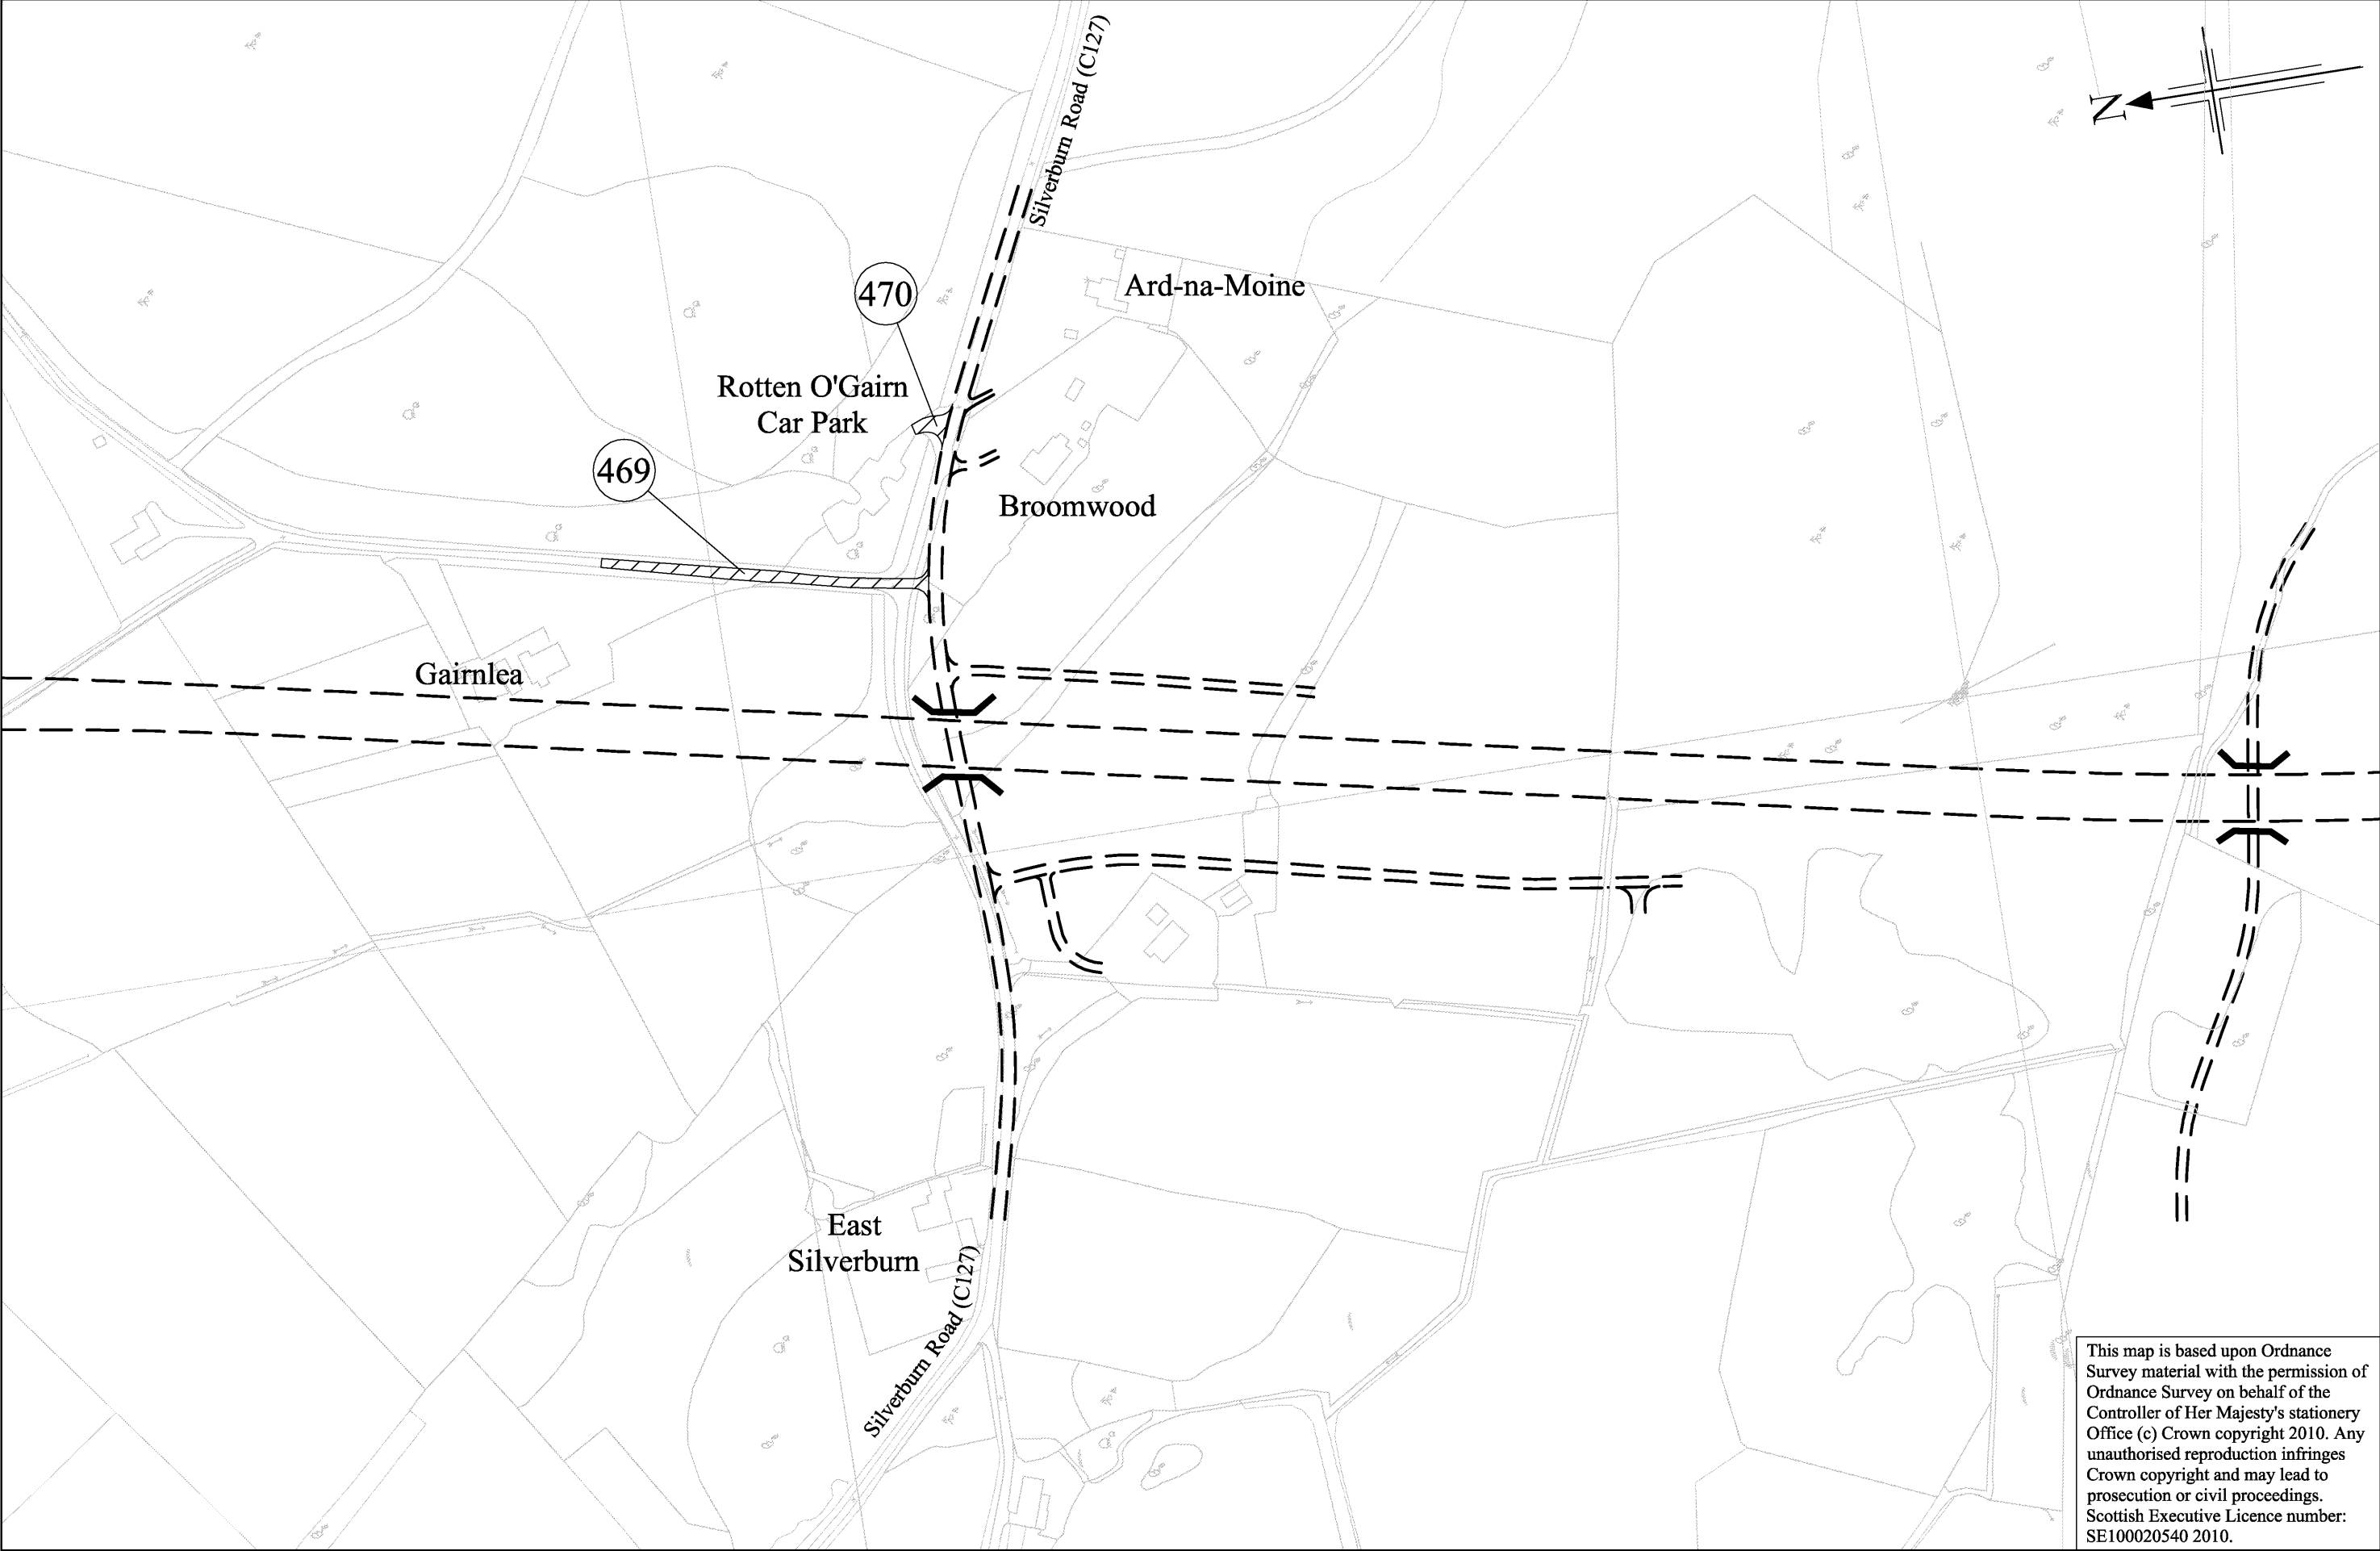 Silverburn Road (C127)
N
470
Ard-na-Moine
Rotten O'Gairn
Car Park
469
Broomwood
Gairnlea
East
Silverburn
Silverburn Road (C127)
This map is based upon Ordnance
Survey material with the permission of
Ordnance Survey on behalf of the
Controller of Her Majesty's stationery
Office (c) Crown copyright 2010. Any
unauthorised reproduction infringes
Crown copyright and may lead to
prosecution or civil proceedings.
Scottish Executive Licence number:
SE100020540 2010.